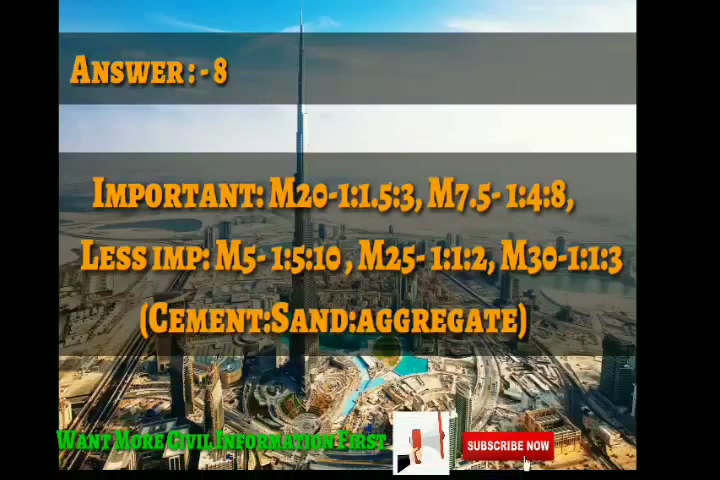 Answer : - 8
Important: M20-1:1.5:3, M7.5- 1:4:8,
Less imp: M5- 1:5:10 , M25- 1:1:2, M30-1:1:3
(Cement:Sand:aggregate)
Want More Civil Information First
SUBSCRIBE NOW